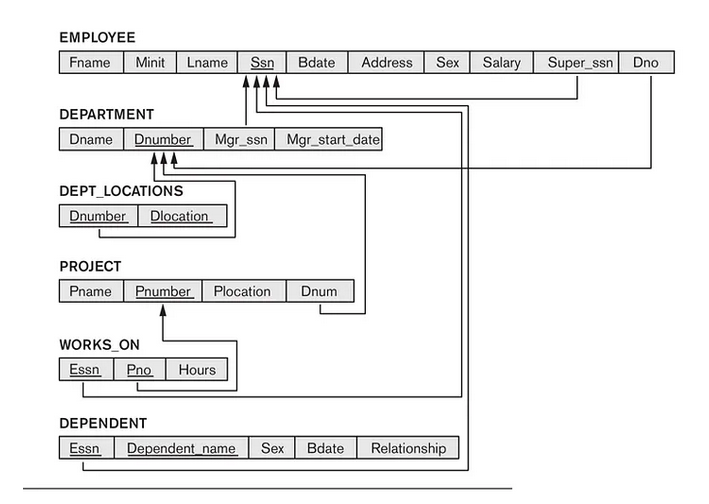 EMPLOYEE
Fname Minit Lname Ssn Bdate Address Sex Salary Super_ssn Dno
DEPARTMENT
Dname Dnumber Mgr_ssn Mgr_start_date
DEPT_LOCATIONS
Dnumber Dlocation
PROJECT
Pname Pnumber Plocation Dnum
WORKS_ON
Essn Pno Hours
DEPENDENT
Essn Dependent_name Sex Bdate Relationship